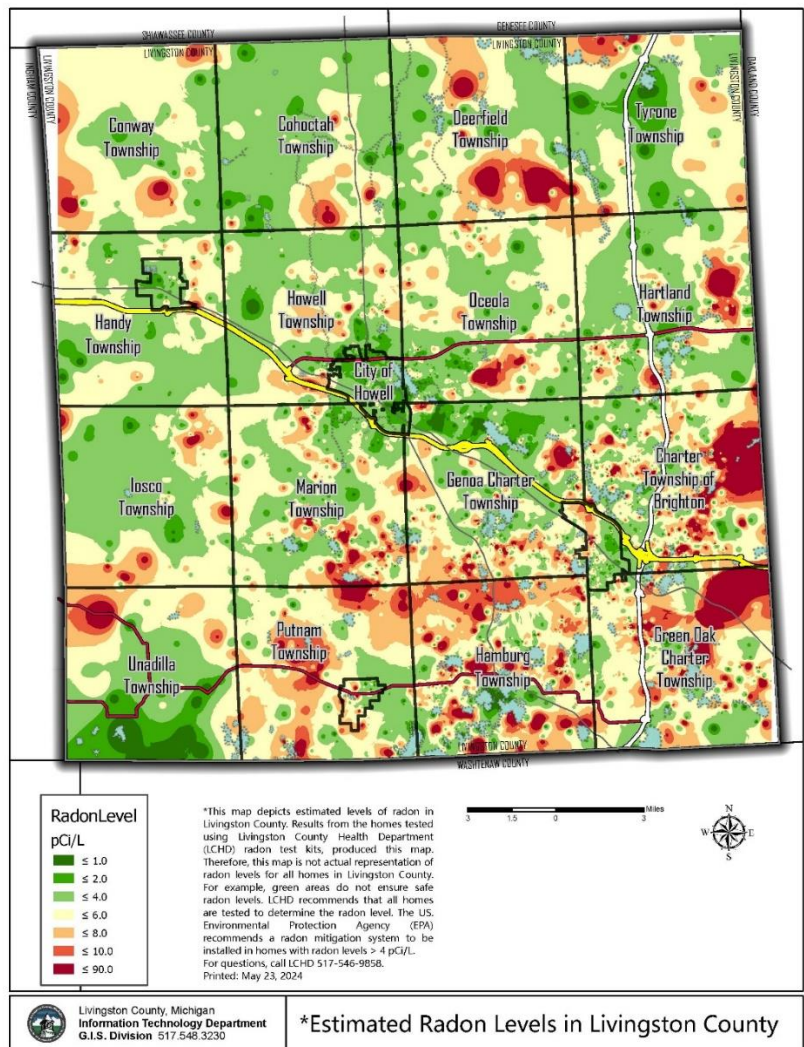 SHIAWASSEE COUNTY
LIVINGSTON COUNTY
GENESEE COUNTY
LIVINGSTON COUNTY
INGHAM COUNTY
LIVINGSTON COUNTY
OAKLAND COUNTY
LIVINGSTON COUNTY
Conway
Township
Cohoctah
Township
Deerfield
Township
Tyrone
Township
Handy
Township
Howell
Township
City of
Howell
Oceola
Township
Hartland
Township
Iosco
Township
Marion
Township
Genoa Charter
Township
Charter
Township of
Brighton
Unadilla
Township
Putnam
Township
Hamburg
Township
Green Oak
Charter
Township
LIVINGSTON COUNTY
WASHTENAW COUNTY
RadonLevel
pCi/L
≤ 1.0
≤ 2.0
≤ 4.0
≤ 6.0
≤ 8.0
≤ 10.0
≤ 90.0
*This map depicts estimated levels of radon in
Livingston County. Results from the homes tested
using Livingston County Health Department
(LCHD) radon test kits, produced this map.
Therefore, this map is not actual representation of
radon levels for all homes in Livingston County.
For example, green areas do not ensure safe
radon levels. LCHD recommends that all homes
are tested to determine the radon level. The US.
Environmental Protection Agency (EPA)
recommends a radon mitigation system to be
installed in homes with radon levels > 4 pCi/L.
For questions, call LCHD 517-546-9858.
Printed: May 23, 2024
3 1.5 0 3 Miles
N
W E
S
Livingston County, Michigan
Information Technology Department
G.I.S. Division 517.548.3230
*Estimated Radon Levels in Livingston County